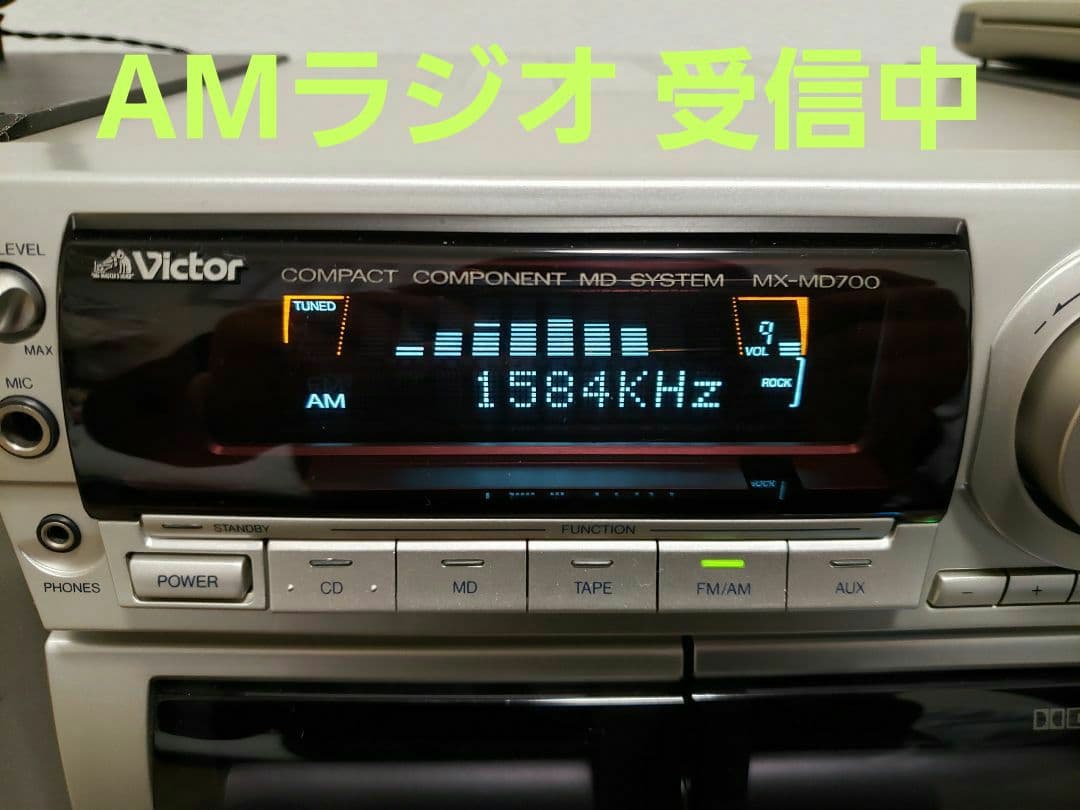 AMラジオ 受信中
LEVEL
MAX
MIC
PHONES
Victor
COMPACT COMPONENT MD SYSTEM MX-MD700
TUNED
9
VOL
ROCK
AM
1584KHz
STANDBY
FUNCTION
POWER
CD
MD
TAPE
FM/AM
AUX
-
+